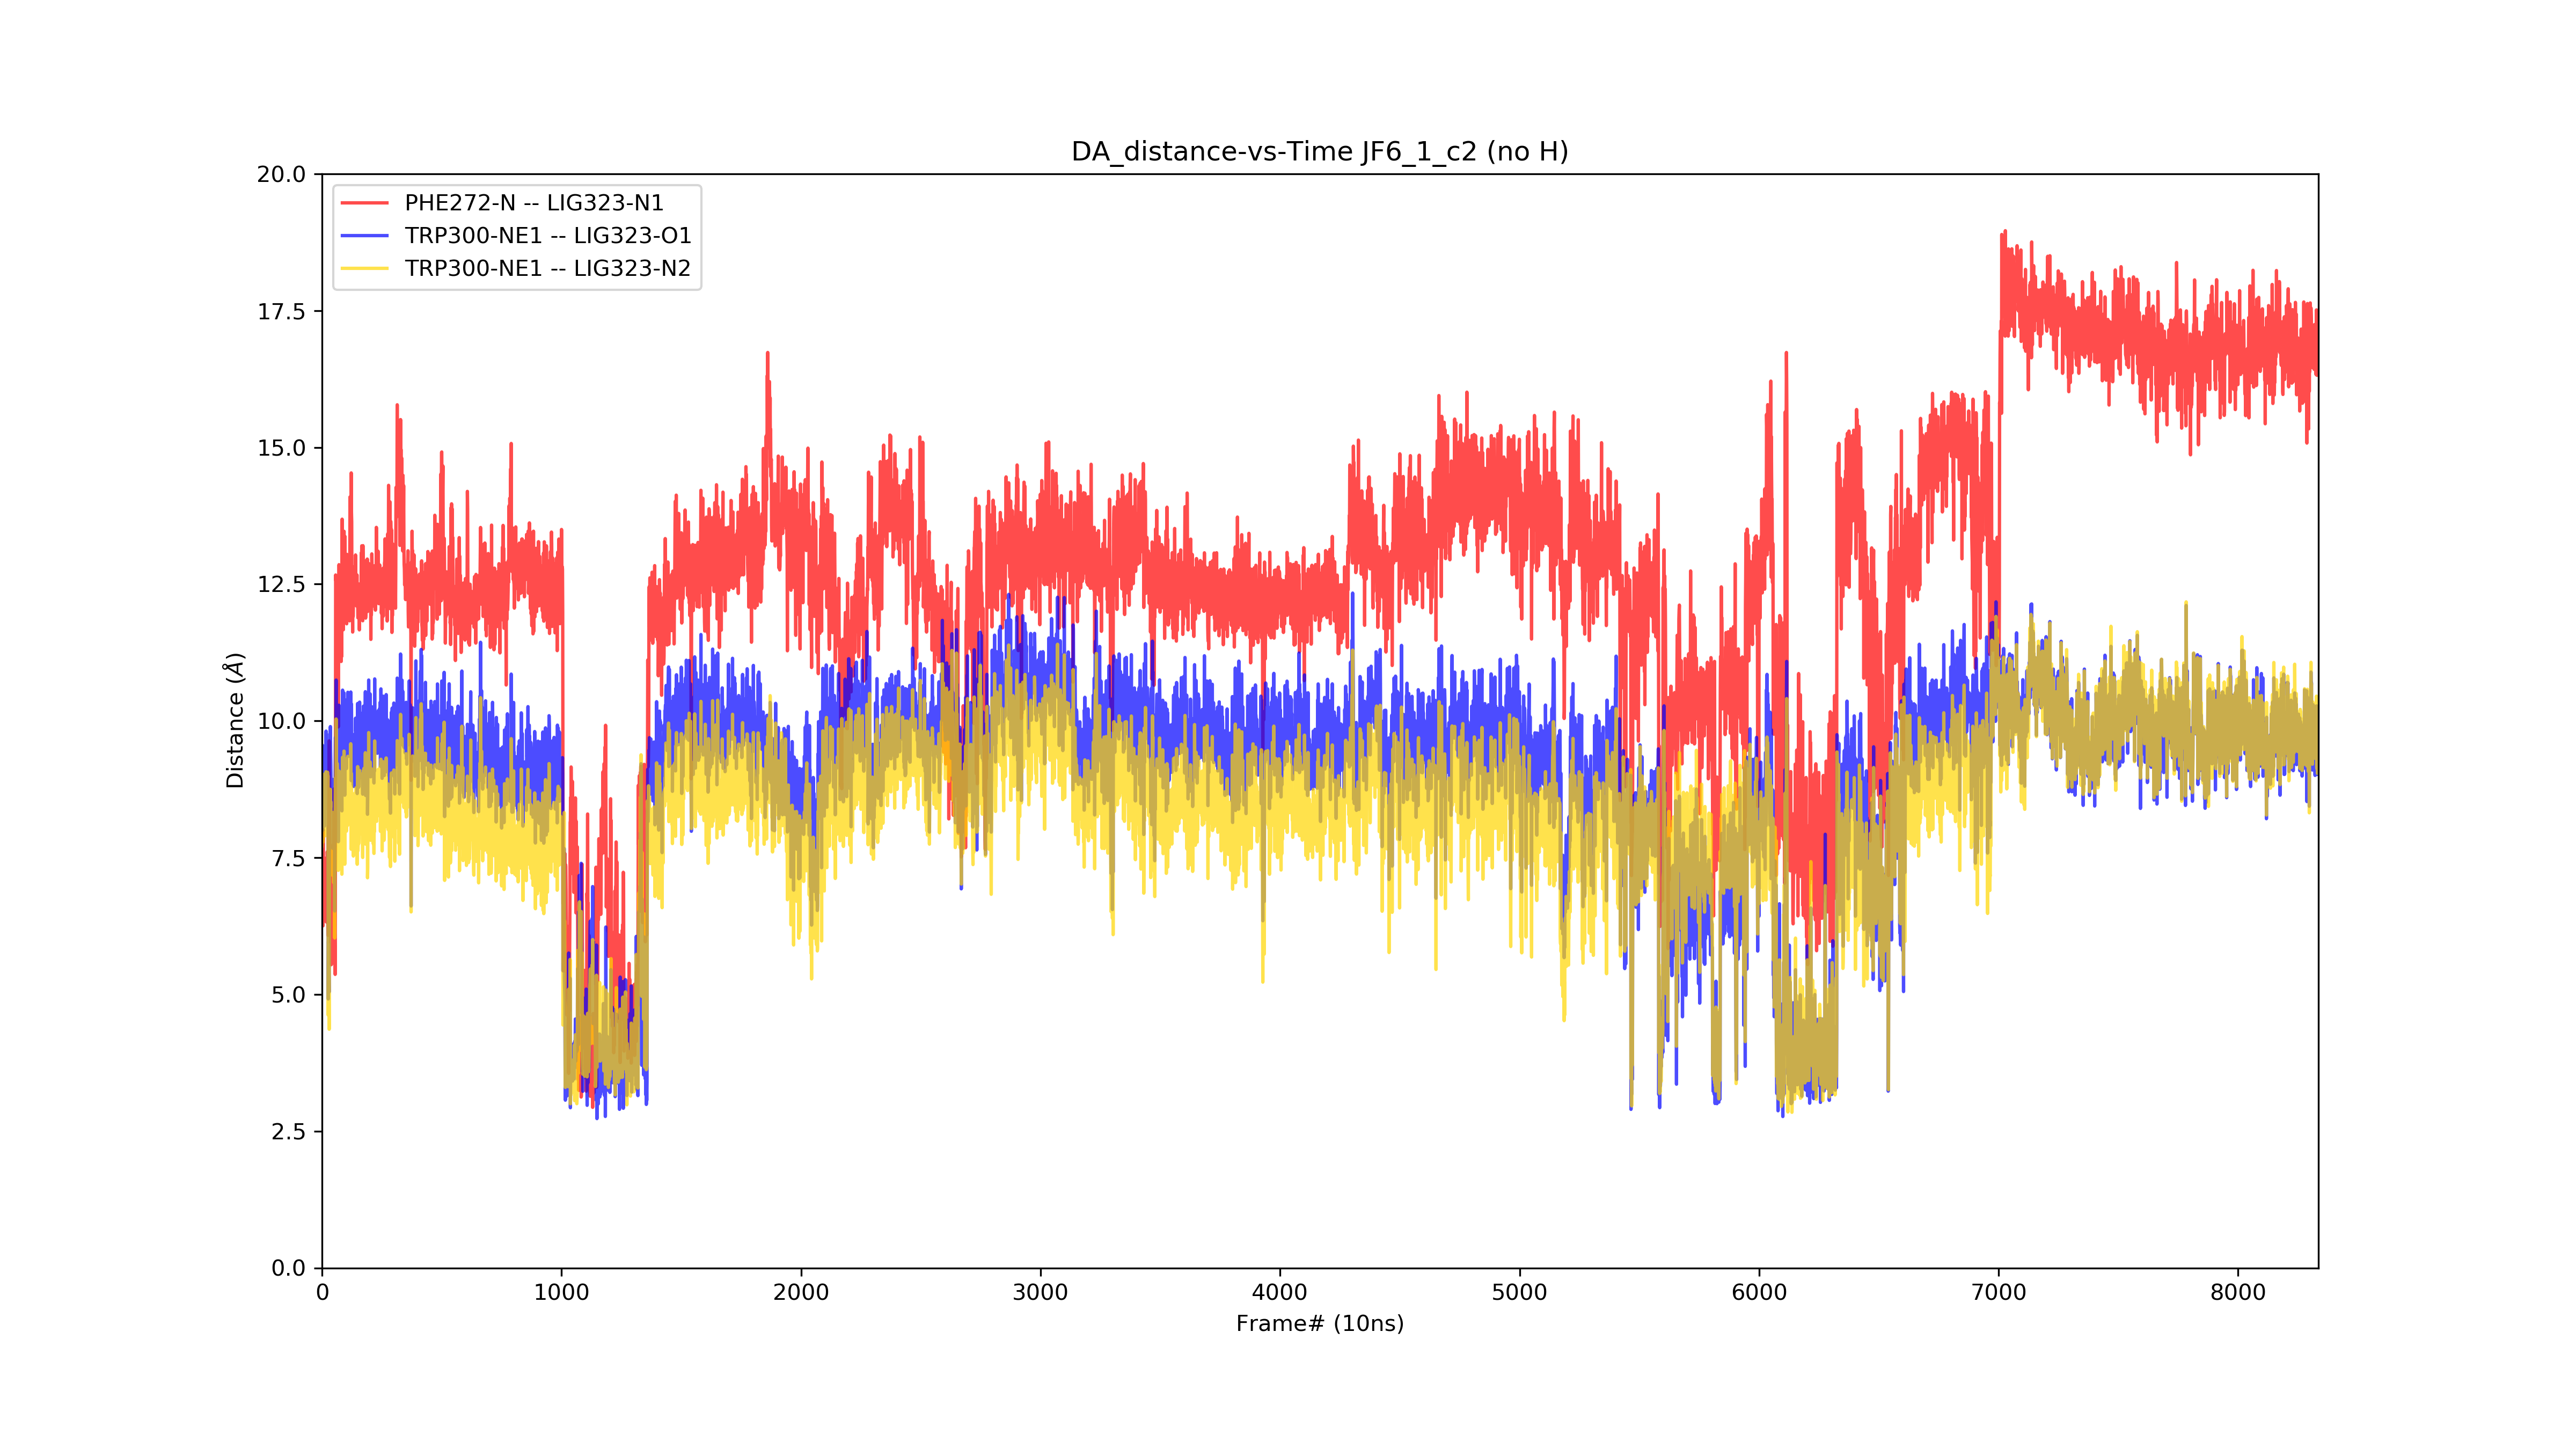 DA_distance-vs-Time JF6_1_c2 (no H)
PHE272-N -- LIG323-N1
TRP300-NE1 -- LIG323-O1
TRP300-NE1 -- LIG323-N2
20.0
17.5
15.0
12.5
10.0
7.5
5.0
2.5
0.0
Distance (Å)
0 1000 2000 3000 4000 5000 6000 7000 8000
Frame# (10ns)